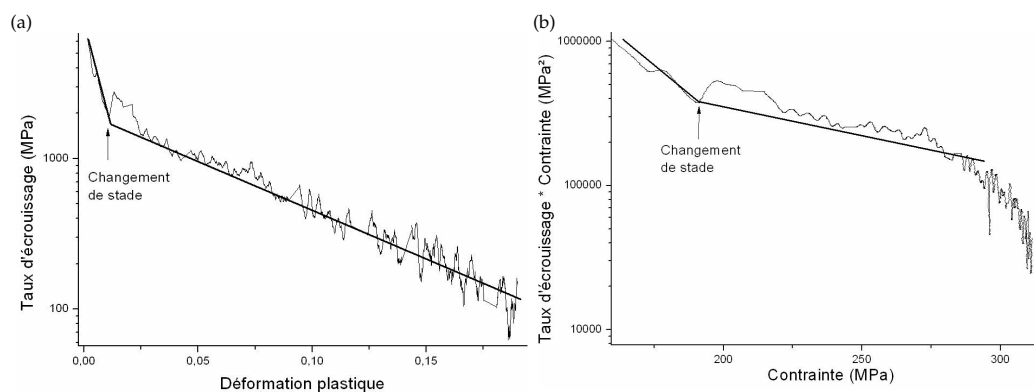 (a)
Taux d'écrouissage (MPa)
1000
100
Changement
de stade
0,00
0,05
0,10
0,15
Déformation plastique
(b)
Taux d'écrouissage * Contrainte (MPa²)
1000000
100000
10000
Changement
de stade
200
250
300
Contrainte (MPa)